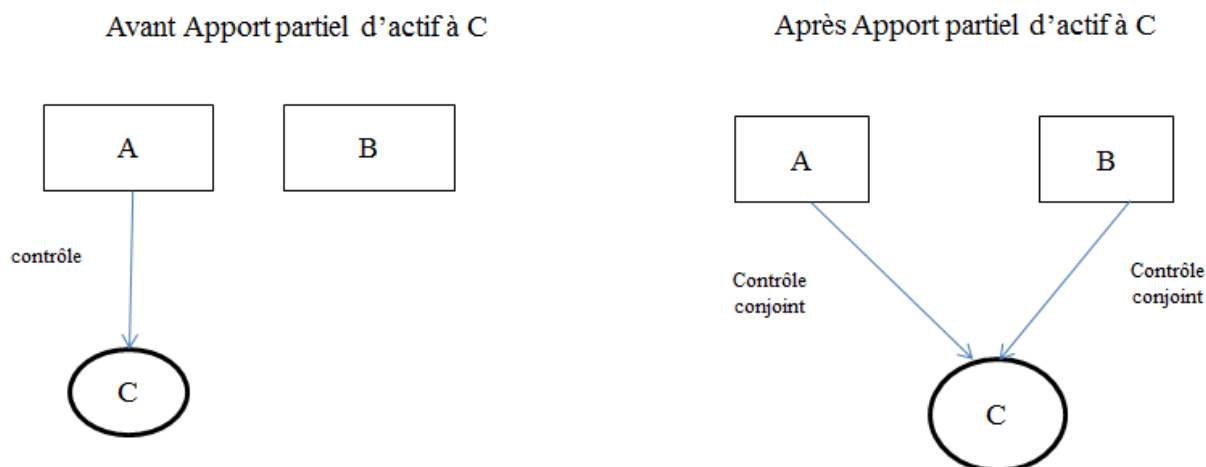 Avant Apport partiel d’actif à C
A
B
contrôle
C
Après Apport partiel d’actif à C
A
B
Contrôle
conjoint
Contrôle
conjoint
C